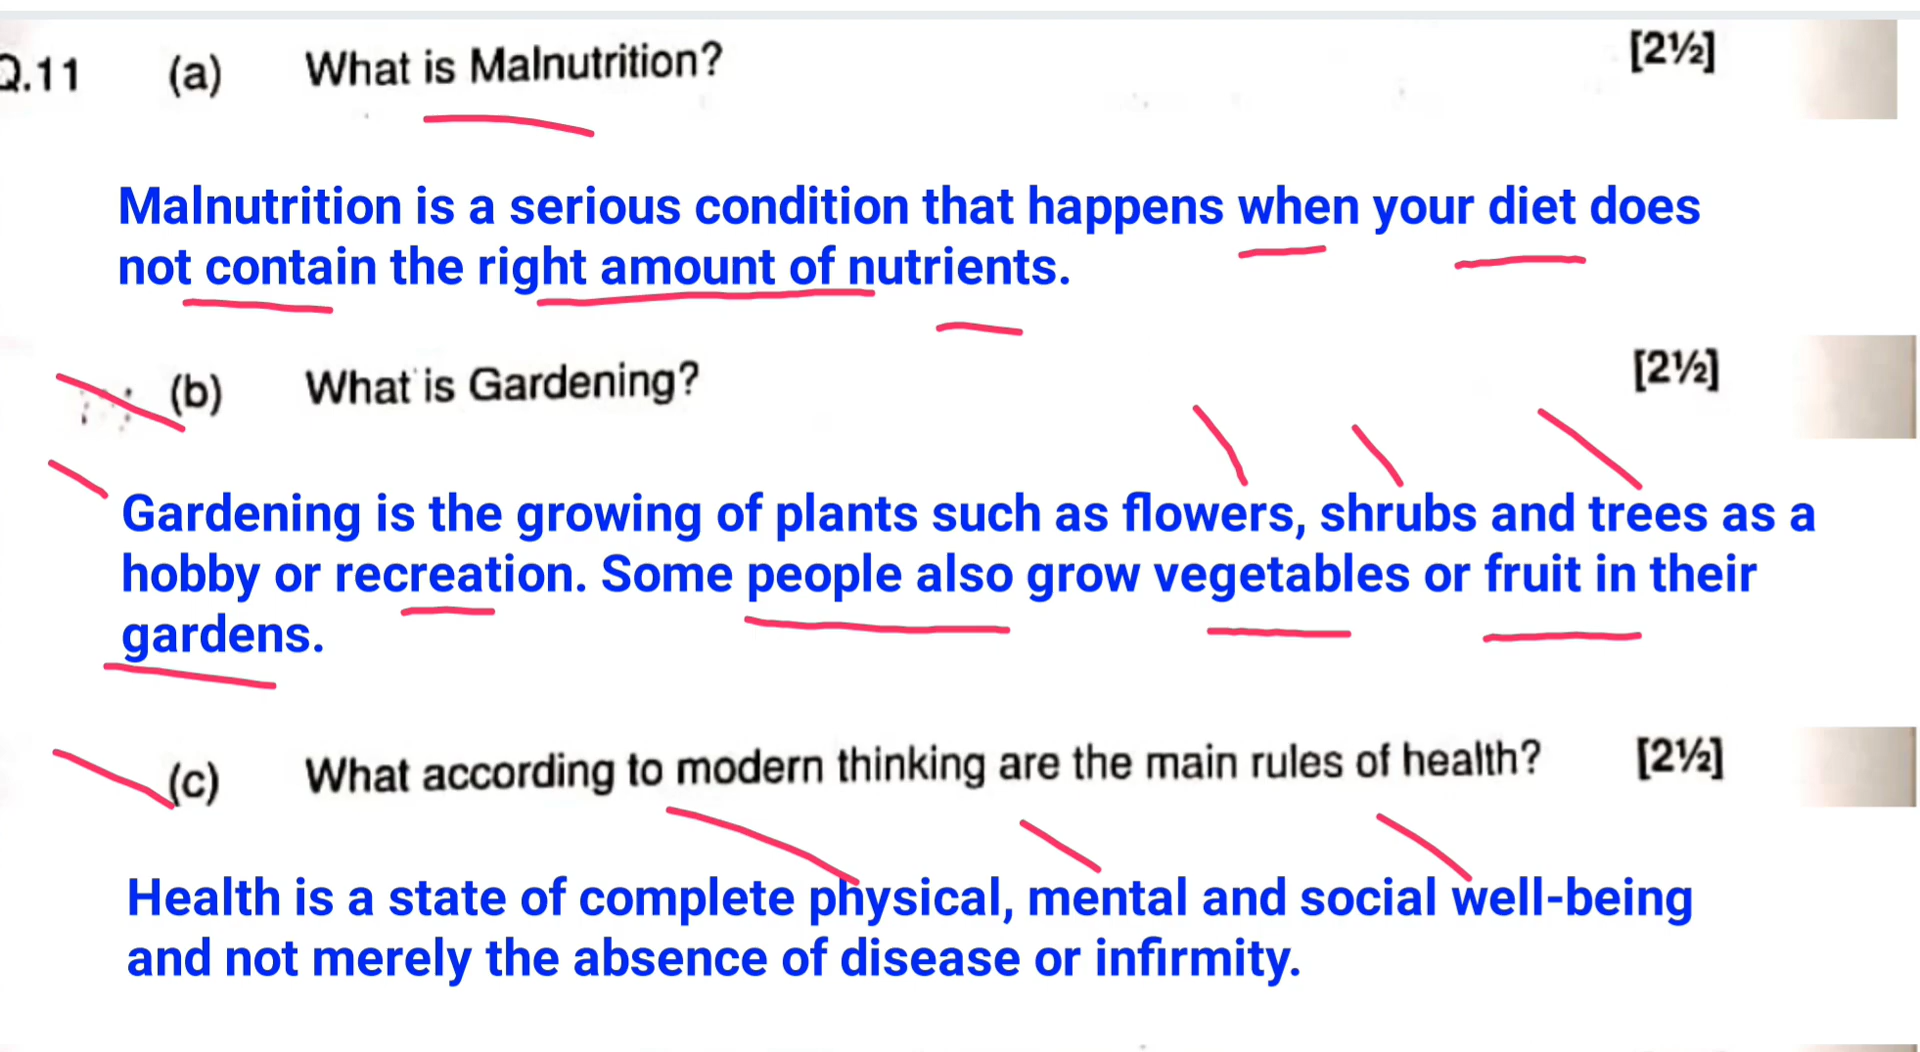 Q.11 (a) What is Malnutrition? [2½]
Malnutrition is a serious condition that happens when your diet does
not contain the right amount of nutrients.
(b) What is Gardening? [2½]
Gardening is the growing of plants such as flowers, shrubs and trees as a
hobby or recreation. Some people also grow vegetables or fruit in their
gardens.
(c) What according to modern thinking are the main rules of health? [2½]
Health is a state of complete physical, mental and social well-being
and not merely the absence of disease or infirmity.